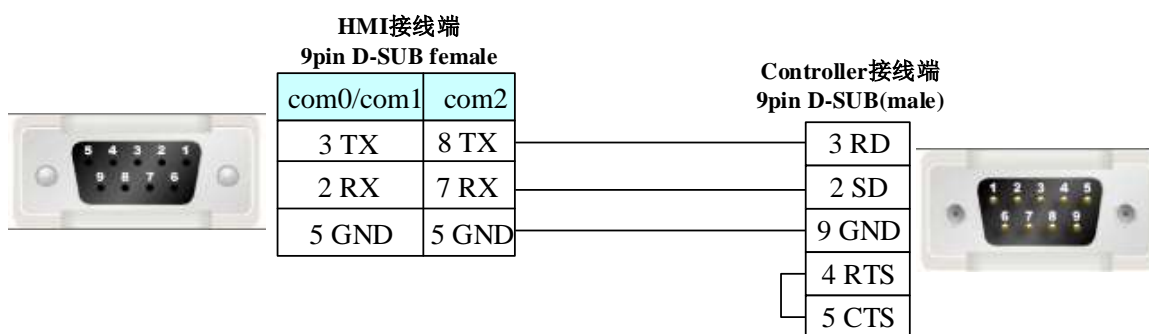 HMI接线端
9pin D-SUB female
com0/com1 com2
3 TX 8 TX
2 RX 7 RX
5 GND 5 GND
Controller接线端
9pin D-SUB(male)
3 RD
2 SD
9 GND
4 RTS
5 CTS
5 4 3 2 1
9 8 7 6
1 2 3 4 5
6 7 8 9